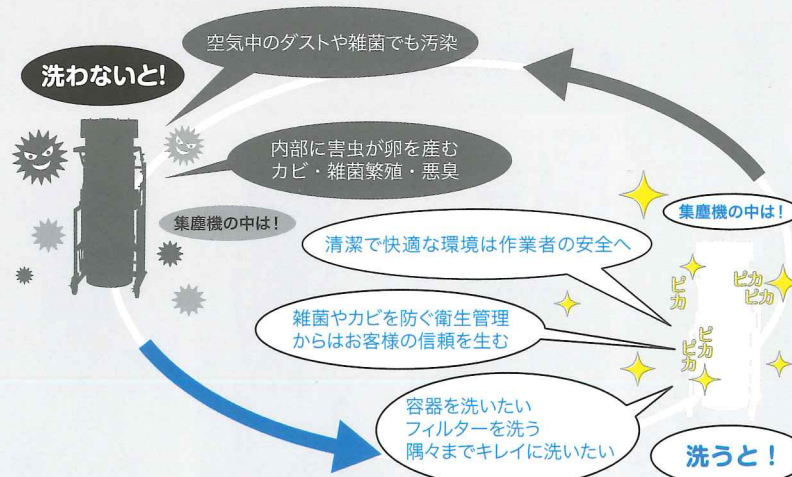 洗わないと!
空気中のダストや雑菌でも汚染
内部に害虫が卵を産む
カビ・雑菌繁殖・悪臭
集塵機の中は!
集塵機の中は!
清潔で快適な環境は作業者の安全へ
ピカ
ピカ
ピカ
雑菌やカビを防ぐ衛生管理
からはお客様の信頼を生む
ピカ
ピカ
容器を洗いたい
フィルターを洗う
隅々までキレイに洗いたい
洗うと!